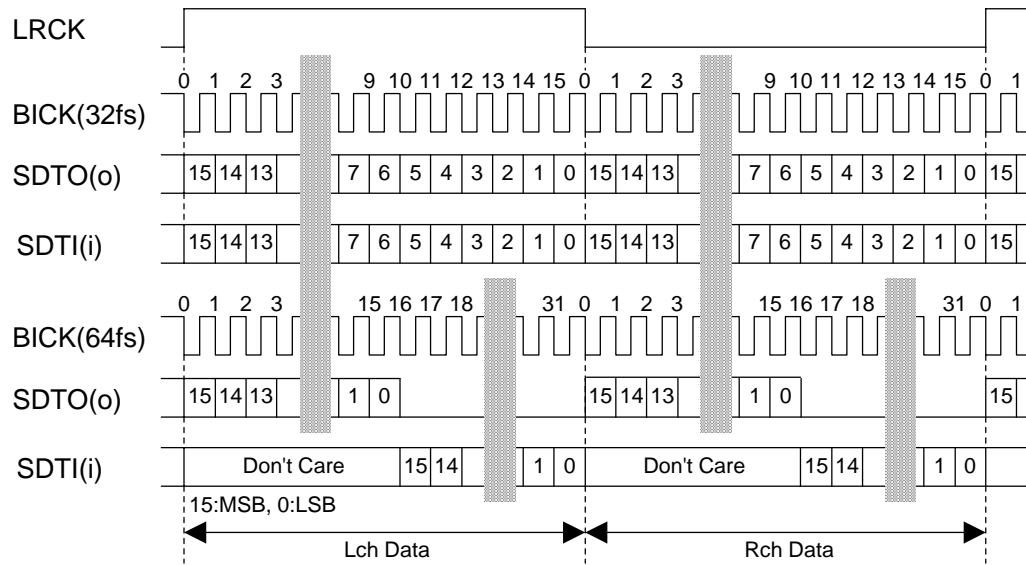 LRCK
0 1 2 3 9 10 11 12 13 14 15 0 1 2 3 9 10 11 12 13 14 15 0 1
BICK(32fs)
SDTO(o) 15 14 13 7 6 5 4 3 2 1 0 15 14 13 7 6 5 4 3 2 1 0 15
SDTI(i) 15 14 13 7 6 5 4 3 2 1 0 15 14 13 7 6 5 4 3 2 1 0 15
0 1 2 3 15 16 17 18 31 0 1 2 3 15 16 17 18 31 0 1
BICK(64fs)
SDTO(o) 15 14 13 1 0 15 14 13 1 0 15
SDTI(i) Don't Care 15 14 1 0 Don't Care 15 14 1 0
15:MSB, 0:LSB
Lch Data Rch Data